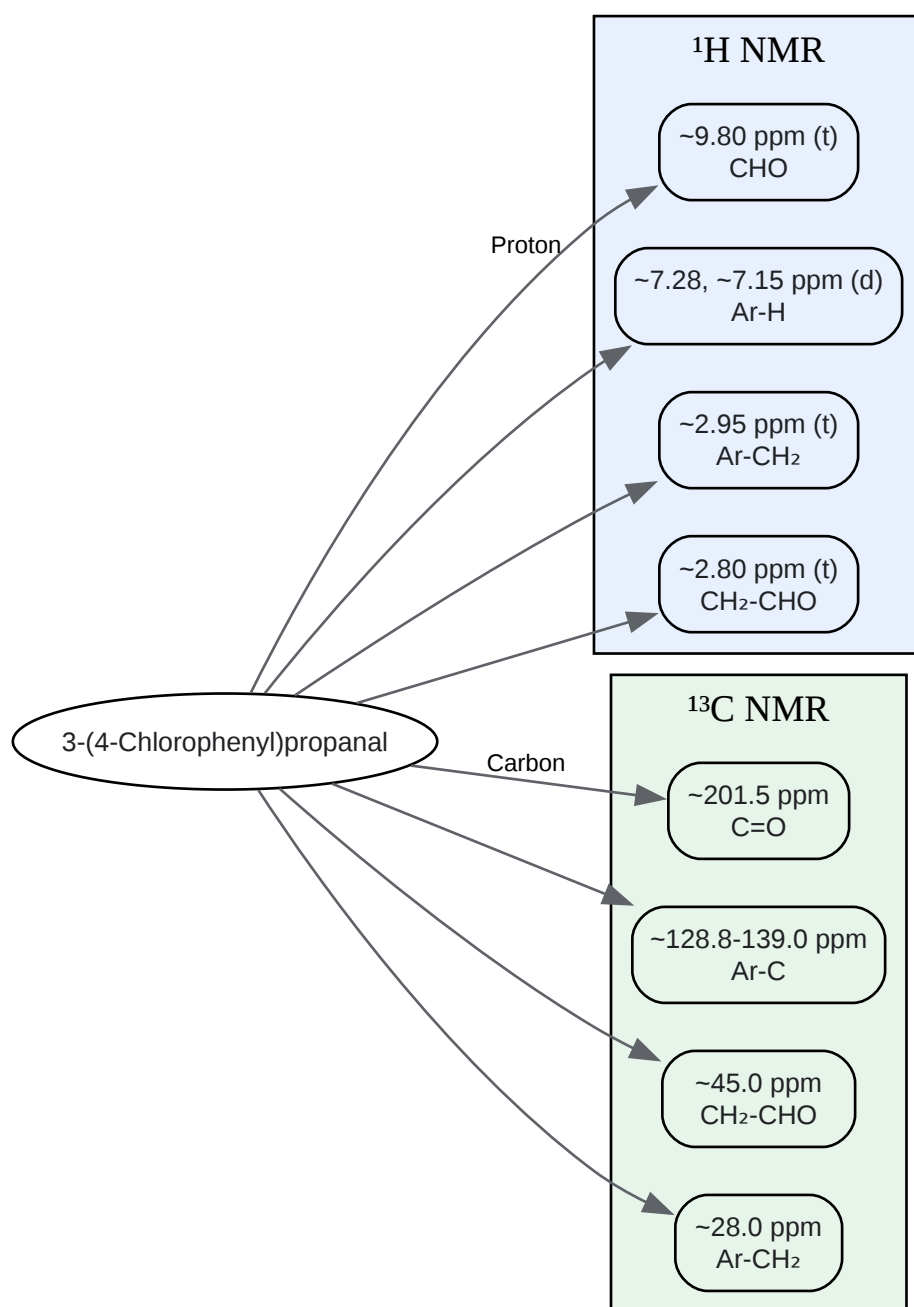 ¹H NMR
~9.80 ppm (t)
CHO
Proton
~7.28, ~7.15 ppm (d)
Ar-H
~2.95 ppm (t)
Ar-CH₂
~2.80 ppm (t)
CH₂-CHO
3-(4-Chlorophenyl)propanal
¹³C NMR
Carbon
~201.5 ppm
C=O
~128.8-139.0 ppm
Ar-C
~45.0 ppm
CH₂-CHO
~28.0 ppm
Ar-CH₂